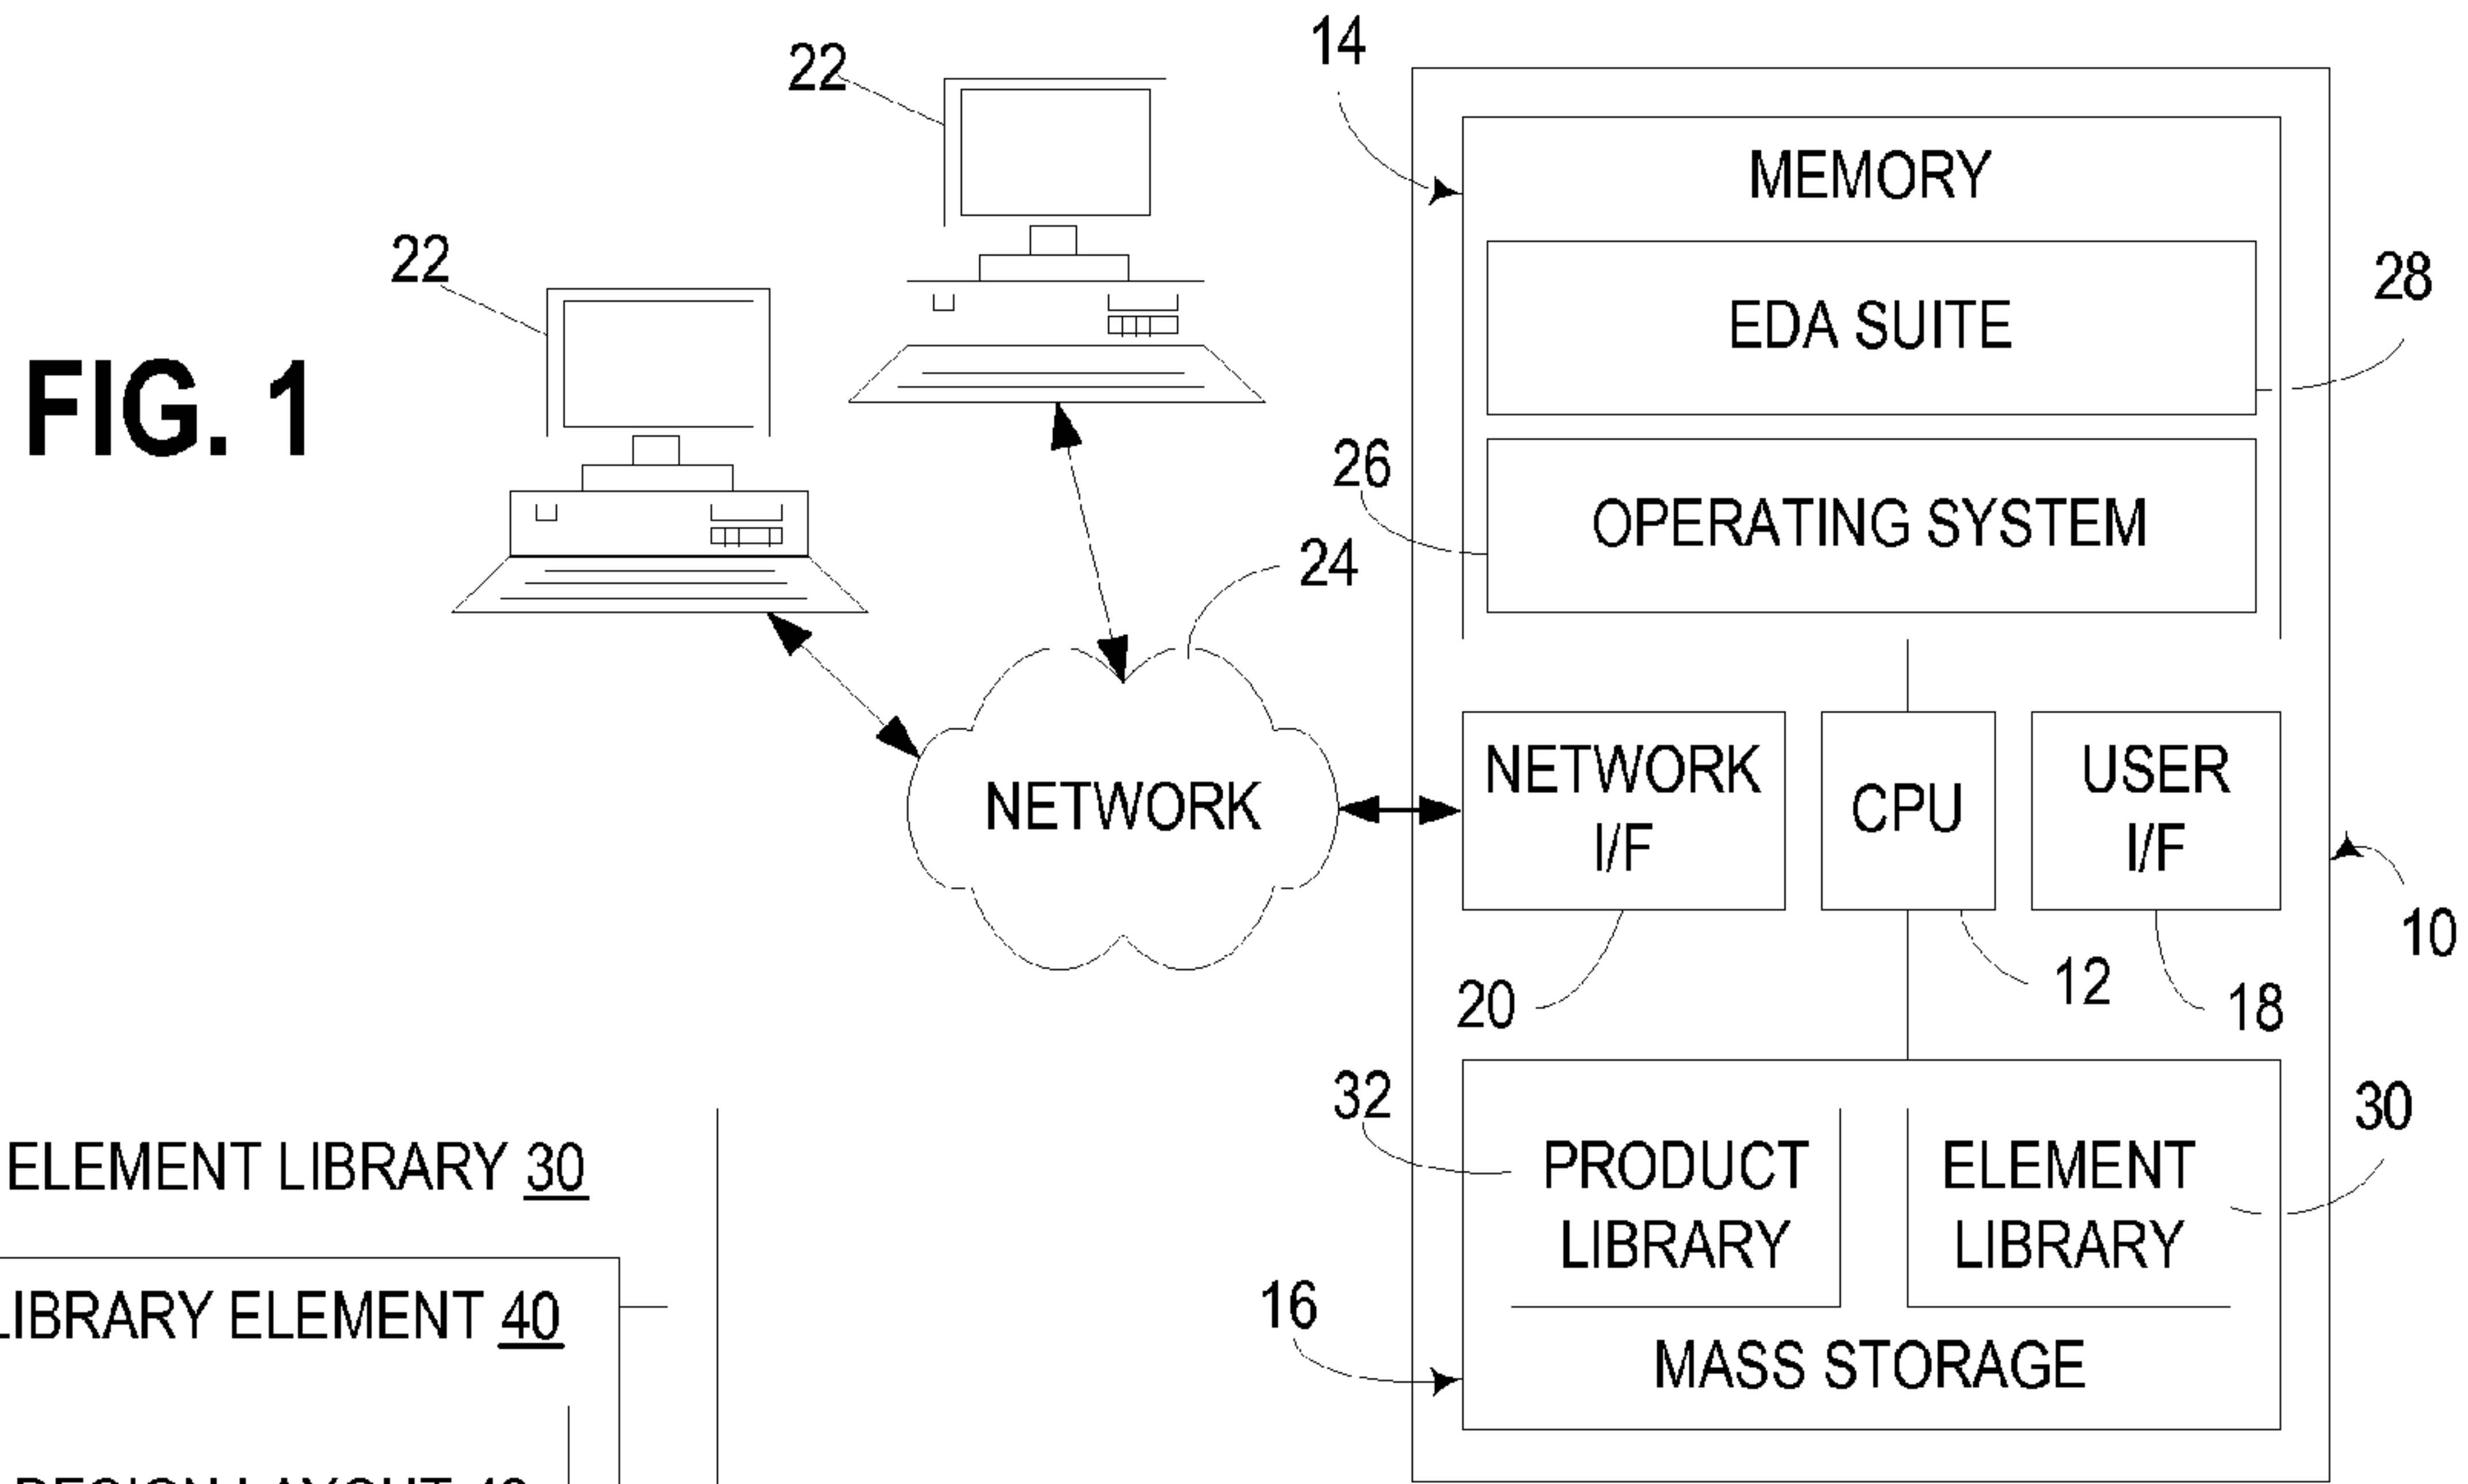 FIG. 1
22
22
14
MEMORY
EDA SUITE
28
26
OPERATING SYSTEM
24
NETWORK
NETWORK
I/F
CPU
USER
I/F
10
20
12
18
32
PRODUCT
LIBRARY
ELEMENT
LIBRARY
30
16
MASS STORAGE
ELEMENT LIBRARY 30
LIBRARY ELEMENT 40